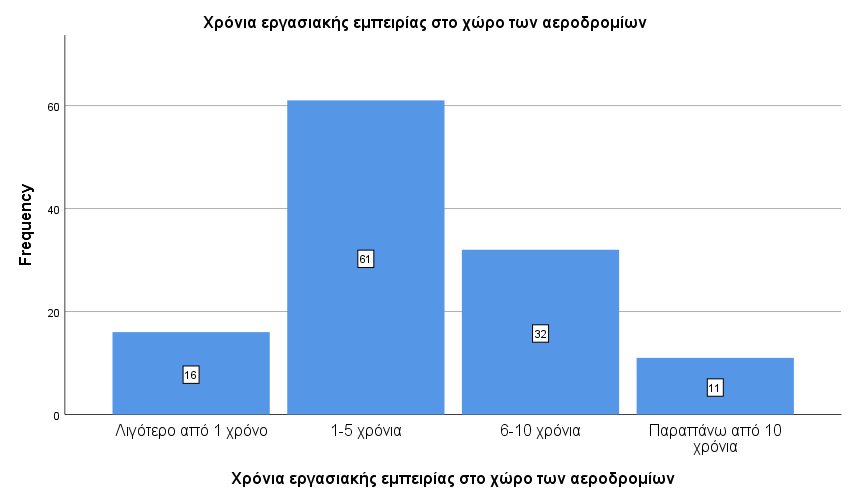 Χρόνια εργασιακής εμπειρίας στο χώρο των αεροδρομίων
60
40
20
0
Frequency
16
61
32
11
Λιγότερο από 1 χρόνο
1-5 χρόνια
6-10 χρόνια
Παραπάνω από 10
χρόνια
Χρόνια εργασιακής εμπειρίας στο χώρο των αεροδρομίων